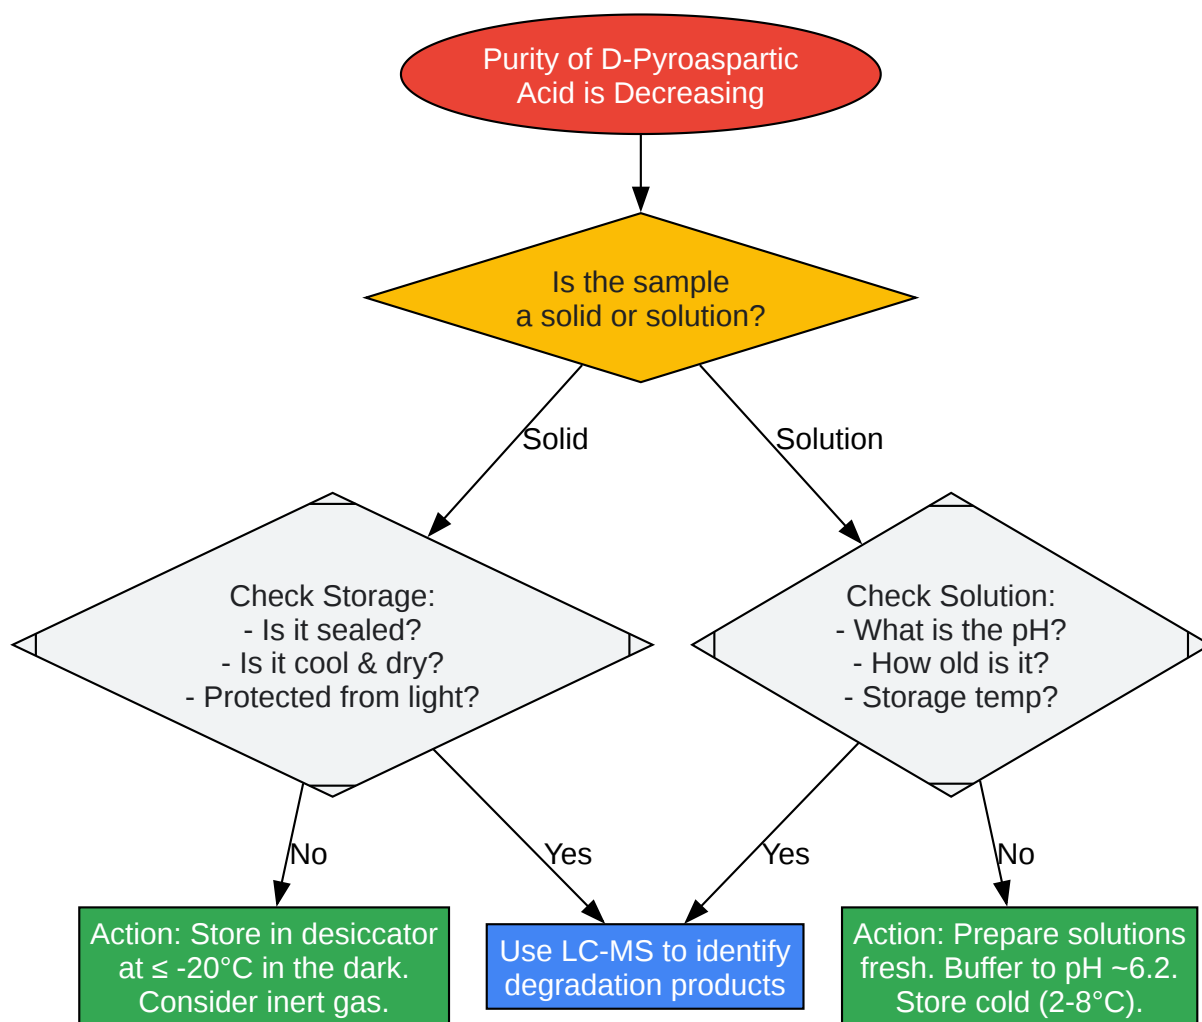 Purity of D-Pyroaspartic
Acid is Decreasing
Is the sample
a solid or solution?
Solid
Solution
Check Storage:
- Is it sealed?
- Is it cool & dry?
- Protected from light?
Check Solution:
- What is the pH?
- How old is it?
- Storage temp?
No
Yes
Yes
No
Action: Store in desiccator
at ≤ -20°C in the dark.
Consider inert gas.
Use LC-MS to identify
degradation products
Action: Prepare solutions
fresh. Buffer to pH ~6.2.
Store cold (2-8°C).